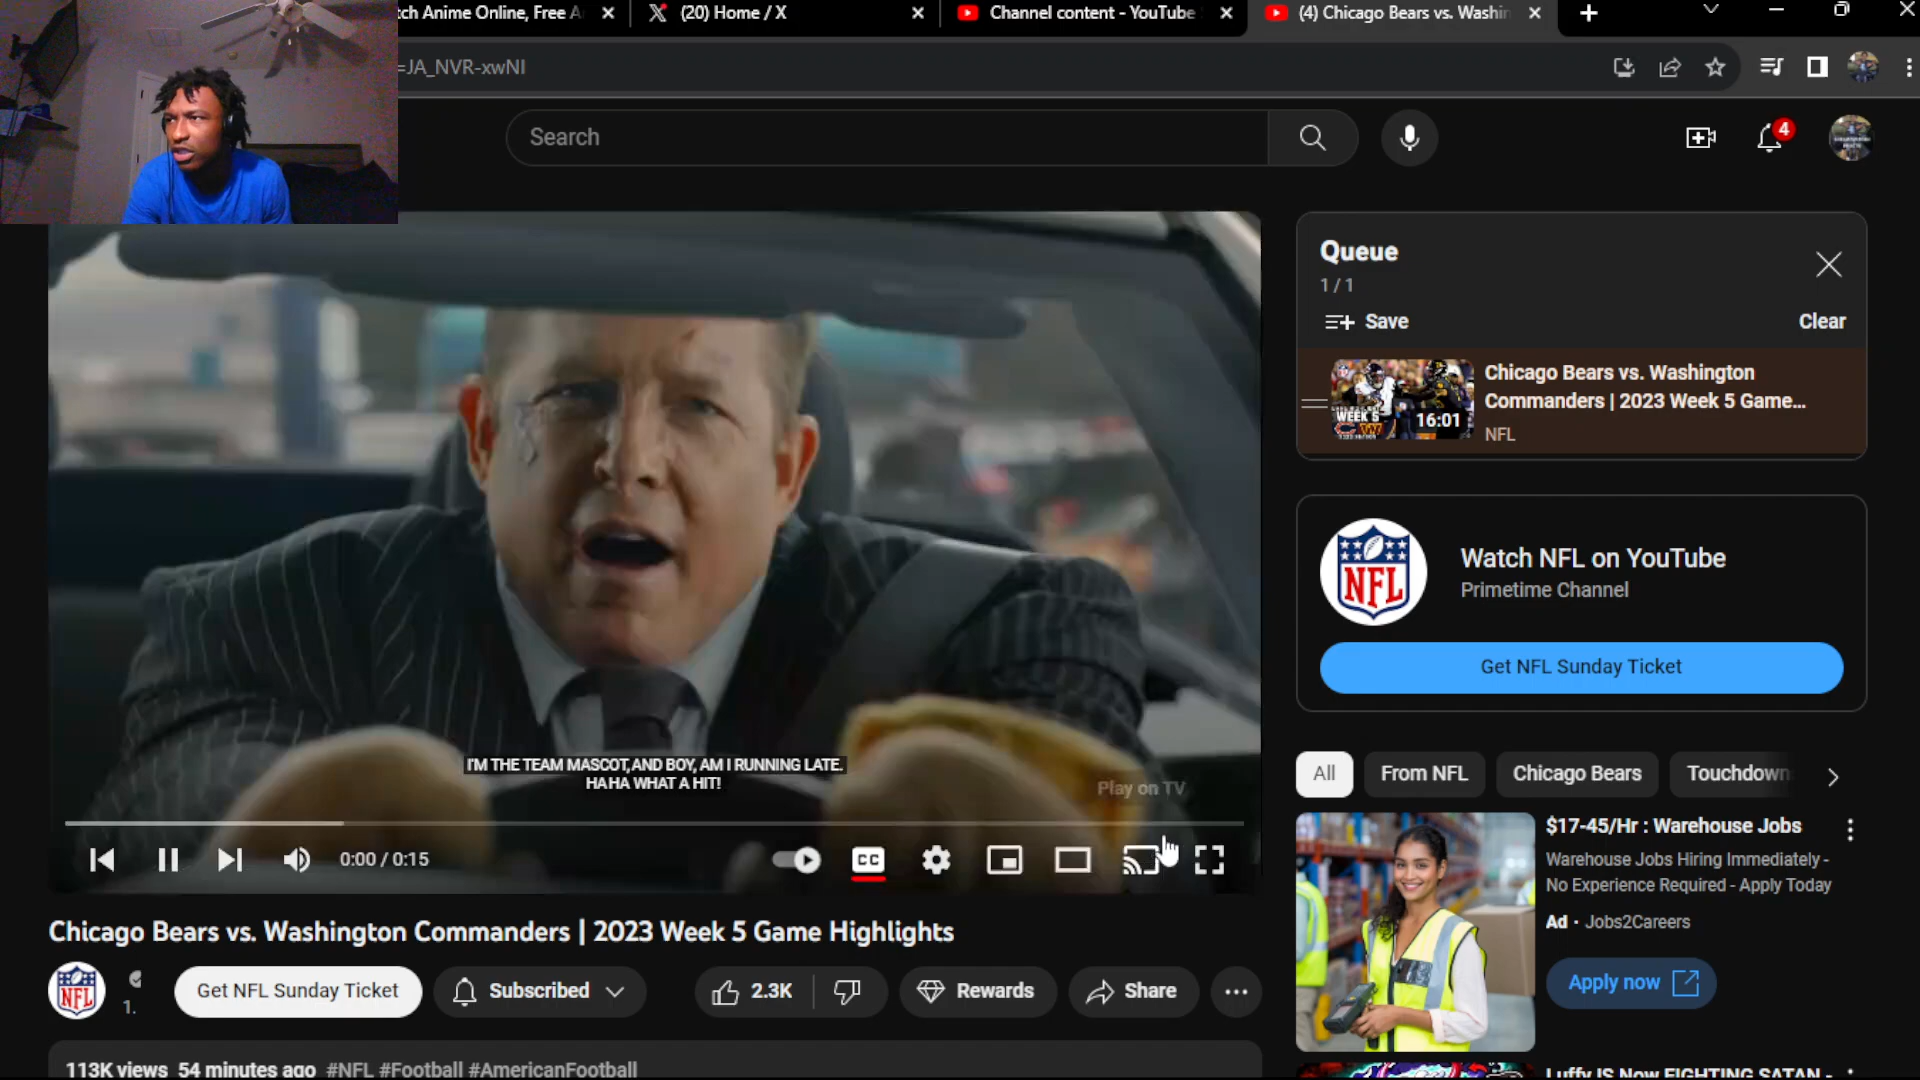 tch Anime Online, Free A
(20) Home / X
Channel content - YouTube
(4) Chicago Bears vs. Washin
=JA_NVR-xwNI
Search
4
Queue
1 / 1
Save
Clear
WEEK 5
16:01
Chicago Bears vs. Washington
Commanders | 2023 Week 5 Game...
NFL
NFL
Watch NFL on YouTube
Primetime Channel
Get NFL Sunday Ticket
I'M THE TEAM MASCOT, AND BOY, AM I RUNNING LATE.
HAHA WHAT A HIT!
Play on TV
0:00 / 0:15
CC
All
From NFL
Chicago Bears
Touchdown
$17-45/Hr : Warehouse Jobs
Warehouse Jobs Hiring Immediately -
No Experience Required - Apply Today
Ad · Jobs2Careers
Apply now
Chicago Bears vs. Washington Commanders | 2023 Week 5 Game Highlights
NFL
1.
Get NFL Sunday Ticket
Subscribed
2.3K
Rewards
Share
113K views 54 minutes ago #NFL #Football #AmericanFootball
Luffy IS Now FIGHTING SATAN -